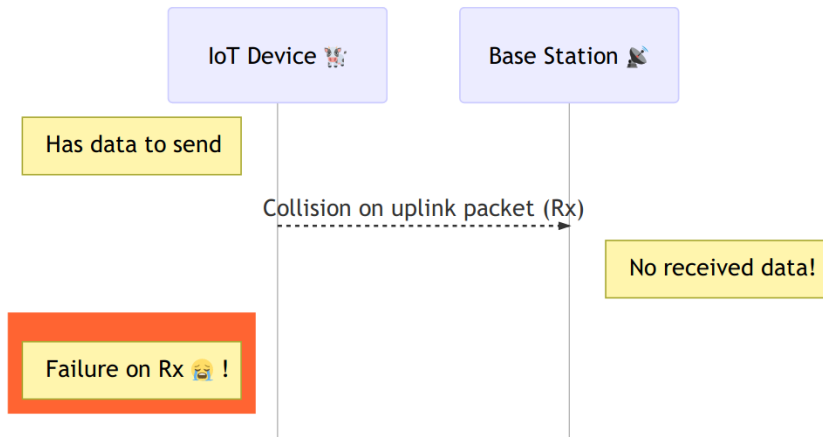 IoT Device 🐮
Base Station 📡
Has data to send
Collision on uplink packet (Rx)
No received data!
Failure on Rx 😭 !